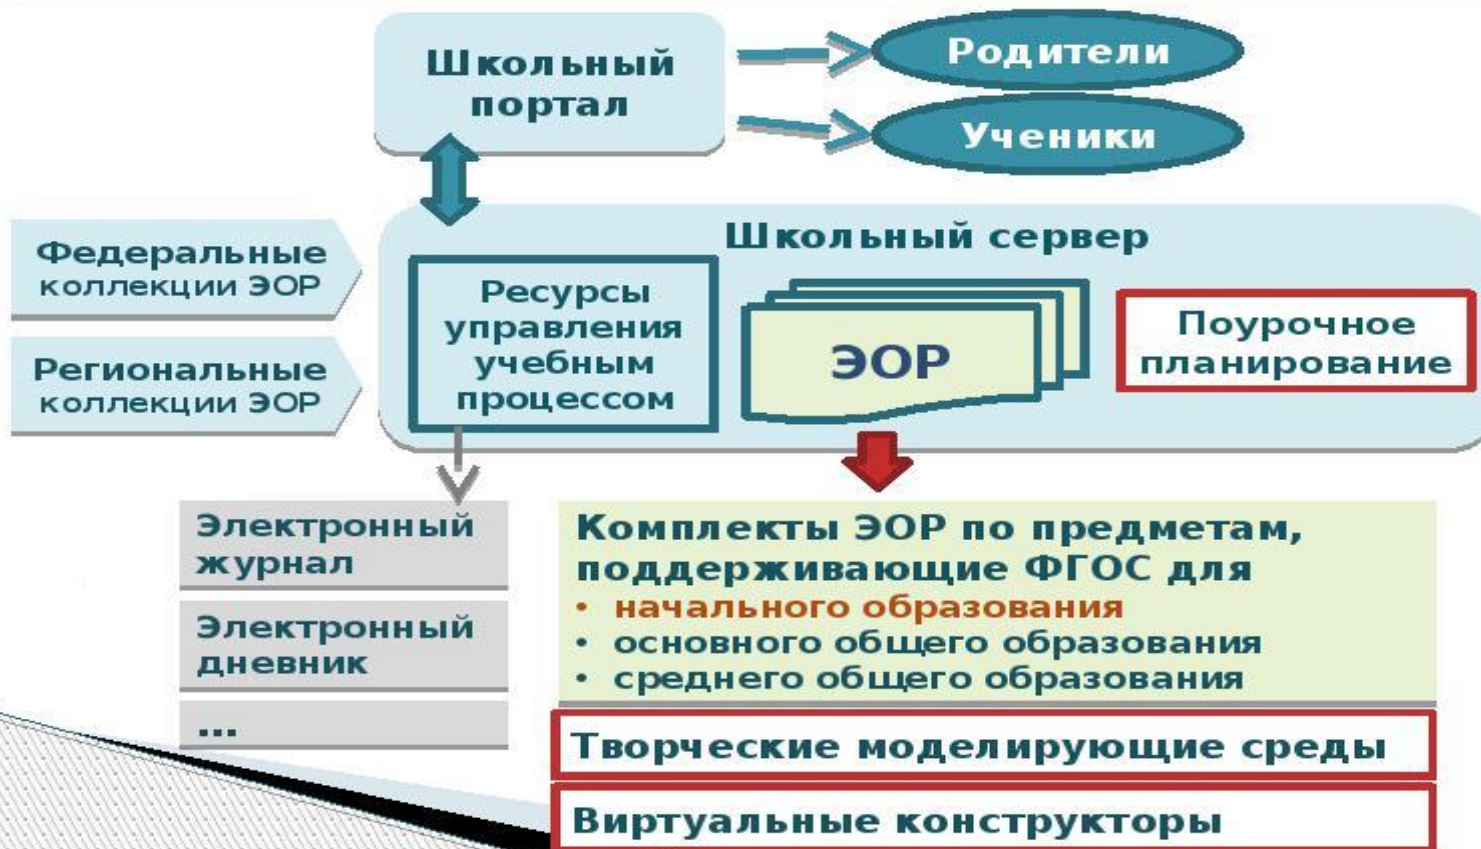 Школьный
портал
Родители
Ученики
Федеральные
коллекции ЭОР
Региональные
коллекции ЭОР
Школьный сервер
Ресурсы
управления
учебным
процессом
ЭОР
Поурочное
планирование
Электронный
журнал
Электронный
дневник
...
Комплекты ЭОР по предметам,
поддерживающие ФГОС для
• начального образования
• основного общего образования
• среднего общего образования
Творческие моделирующие среды
Виртуальные конструкторы